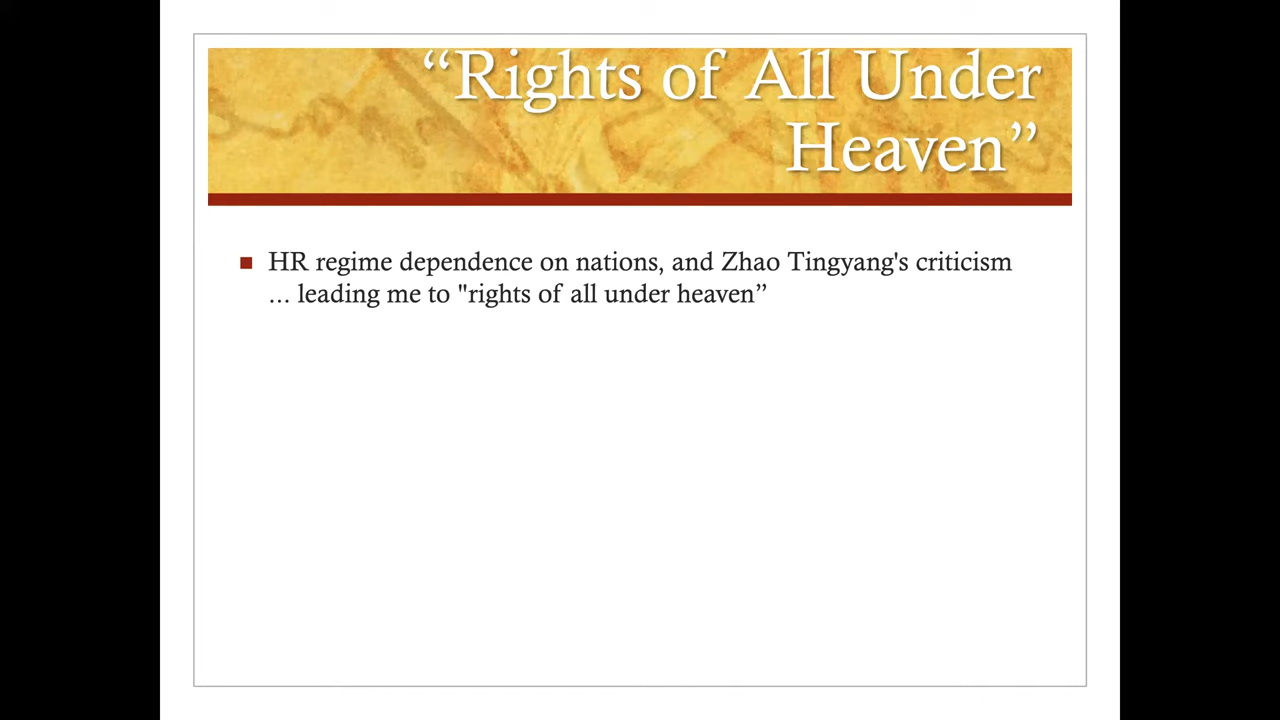 “Rights of All Under
Heaven”
HR regime dependence on nations, and Zhao Tingyang's criticism
... leading me to "rights of all under heaven”